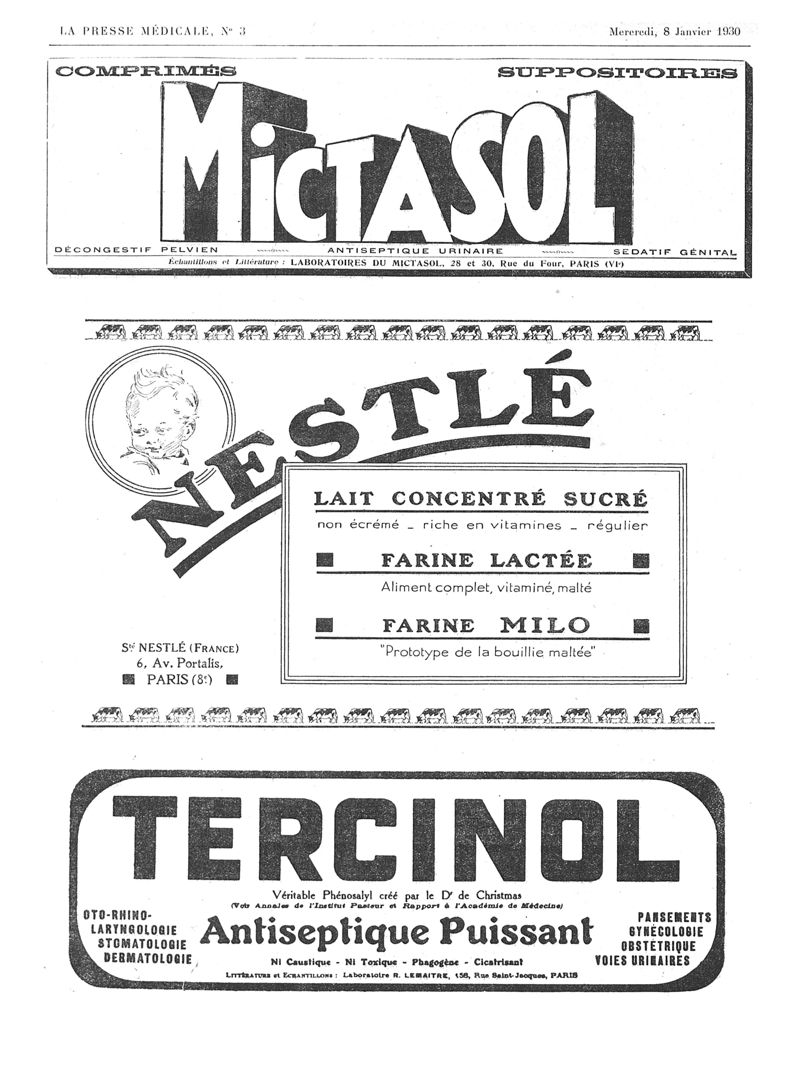 LA PRESSE MÉDICALE, N° 3
Mercredi, 8 Janvier 1930
COMPRIMÉS
SUPPOSITOIRES
MicTASOL
DÉCONGESTIF PELVIEN
ANTISEPTIQUE URINAIRE
SÉDATIF GÉNITAL
Échantillons et Littérature : LABORATOIRES DU MICTASOL, 28 et 30, Rue du Four, PARIS (VIe)
NESTLÉ
LAIT CONCENTRÉ SUCRÉ
non écrémé _ riche en vitamines _ régulier
FARINE LACTÉE
Aliment complet, vitaminé, malté
FARINE MILO
"Prototype de la bouillie maltée"
Sté NESTLÉ (FRANCE)
6, Av. Portalis,
PARIS (8e)
TERCINOL
Véritable Phénosalyl créé par le Dr de Christmas
(Voir Annales de l'Institut Pasteur et Rapport à l'Académie de Médecine)
OTO-RHINO-
LARYNGOLOGIE
STOMATOLOGIE
DERMATOLOGIE
Antiseptique Puissant
PANSEMENTS
GYNÉCOLOGIE
OBSTÉTRIQUE
VOIES URINAIRES
Ni Caustique - Ni Toxique - Phagogène - Cicatrisant
LITTÉRATURE et ÉCHANTILLONS : Laboratoire R. LEMAITRE, 158, Rue Saint-Jacques, PARIS